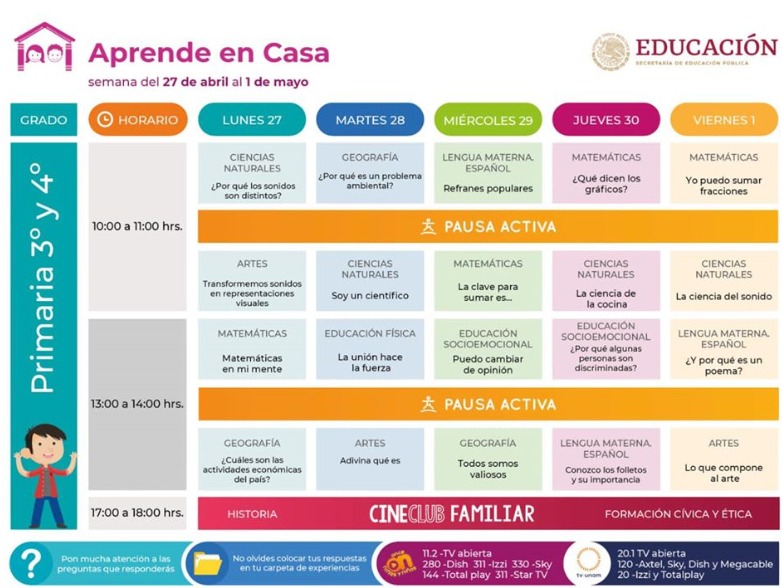 Aprende en Casa
semana del 27 de abril al 1 de mayo
EDUCACIÓN
SECRETARÍA DE EDUCACIÓN PÚBLICA
GRADO
HORARIO
LUNES 27
MARTES 28
MIÉRCOLES 29
JUEVES 30
VIERNES 1
Primaria 3° y 4°
10:00 a 11:00 hrs.
CIENCIAS
NATURALES
¿Por qué los sonidos
son distintos?
GEOGRAFÍA
¿Por qué es un problema
ambiental?
LENGUA MATERNA.
ESPAÑOL
Refranes populares
MATEMÁTICAS
¿Qué dicen los
gráficos?
MATEMÁTICAS
Yo puedo sumar
fracciones
PAUSA ACTIVA
ARTES
Transformemos sonidos
en representaciones
visuales
CIENCIAS
NATURALES
Soy un científico
MATEMÁTICAS
La clave para
sumar es...
CIENCIAS
NATURALES
La ciencia de
la cocina
CIENCIAS
NATURALES
La ciencia del sonido
13:00 a 14:00 hrs.
MATEMÁTICAS
Matemáticas
en mi mente
EDUCACIÓN FÍSICA
La unión hace
la fuerza
EDUCACIÓN
SOCIOEMOCIONAL
Puedo cambiar
de opinión
EDUCACIÓN
SOCIOEMOCIONAL
¿Por qué algunas
personas son
discriminadas?
LENGUA MATERNA.
ESPAÑOL
¿Y por qué es un
poema?
PAUSA ACTIVA
GEOGRAFÍA
¿Cuáles son las
actividades económicas
del país?
ARTES
Adivina qué es
GEOGRAFÍA
Todos somos
valiosos
LENGUA MATERNA.
ESPAÑOL
Conozco los folletos
y su importancia
ARTES
Lo que compone
al arte
17:00 a 18:00 hrs.
HISTORIA
CINECLUB FAMILIAR
FORMACIÓN CÍVICA Y ÉTICA
?
Pon mucha atención a las
preguntas que responderás
No olvides colocar tus respuestas
en tu carpeta de experiencias
once
niñas y niños
11.2 -TV abierta
280 -Dish 311 -Izzi 330 -Sky
144 -Total play 311 -Star TV
tv·unam
20.1 TV abierta
120 -Axtel, Sky, Dish y Megacable
20 -Izzi y Totalplay